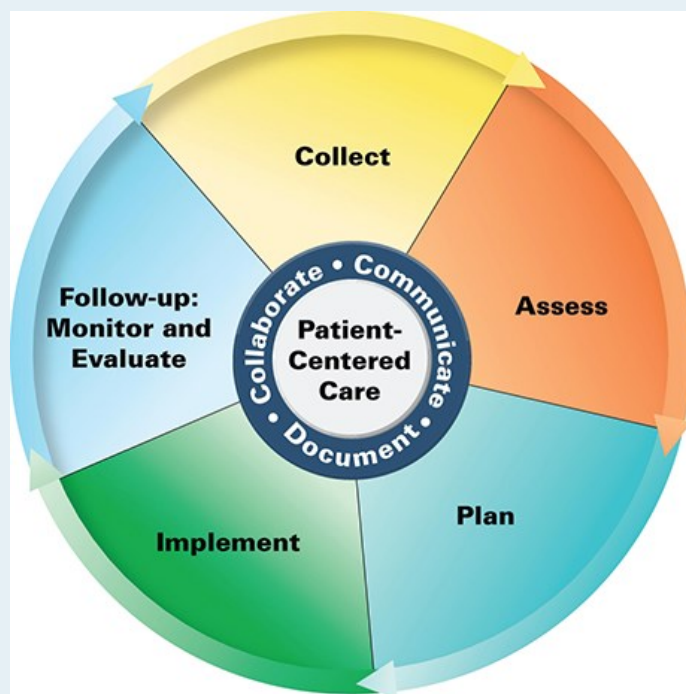 Collect
Assess
Plan
Implement
Follow-up:
Monitor and
Evaluate
Collaborate • Communicate • Document •
Patient-
Centered
Care